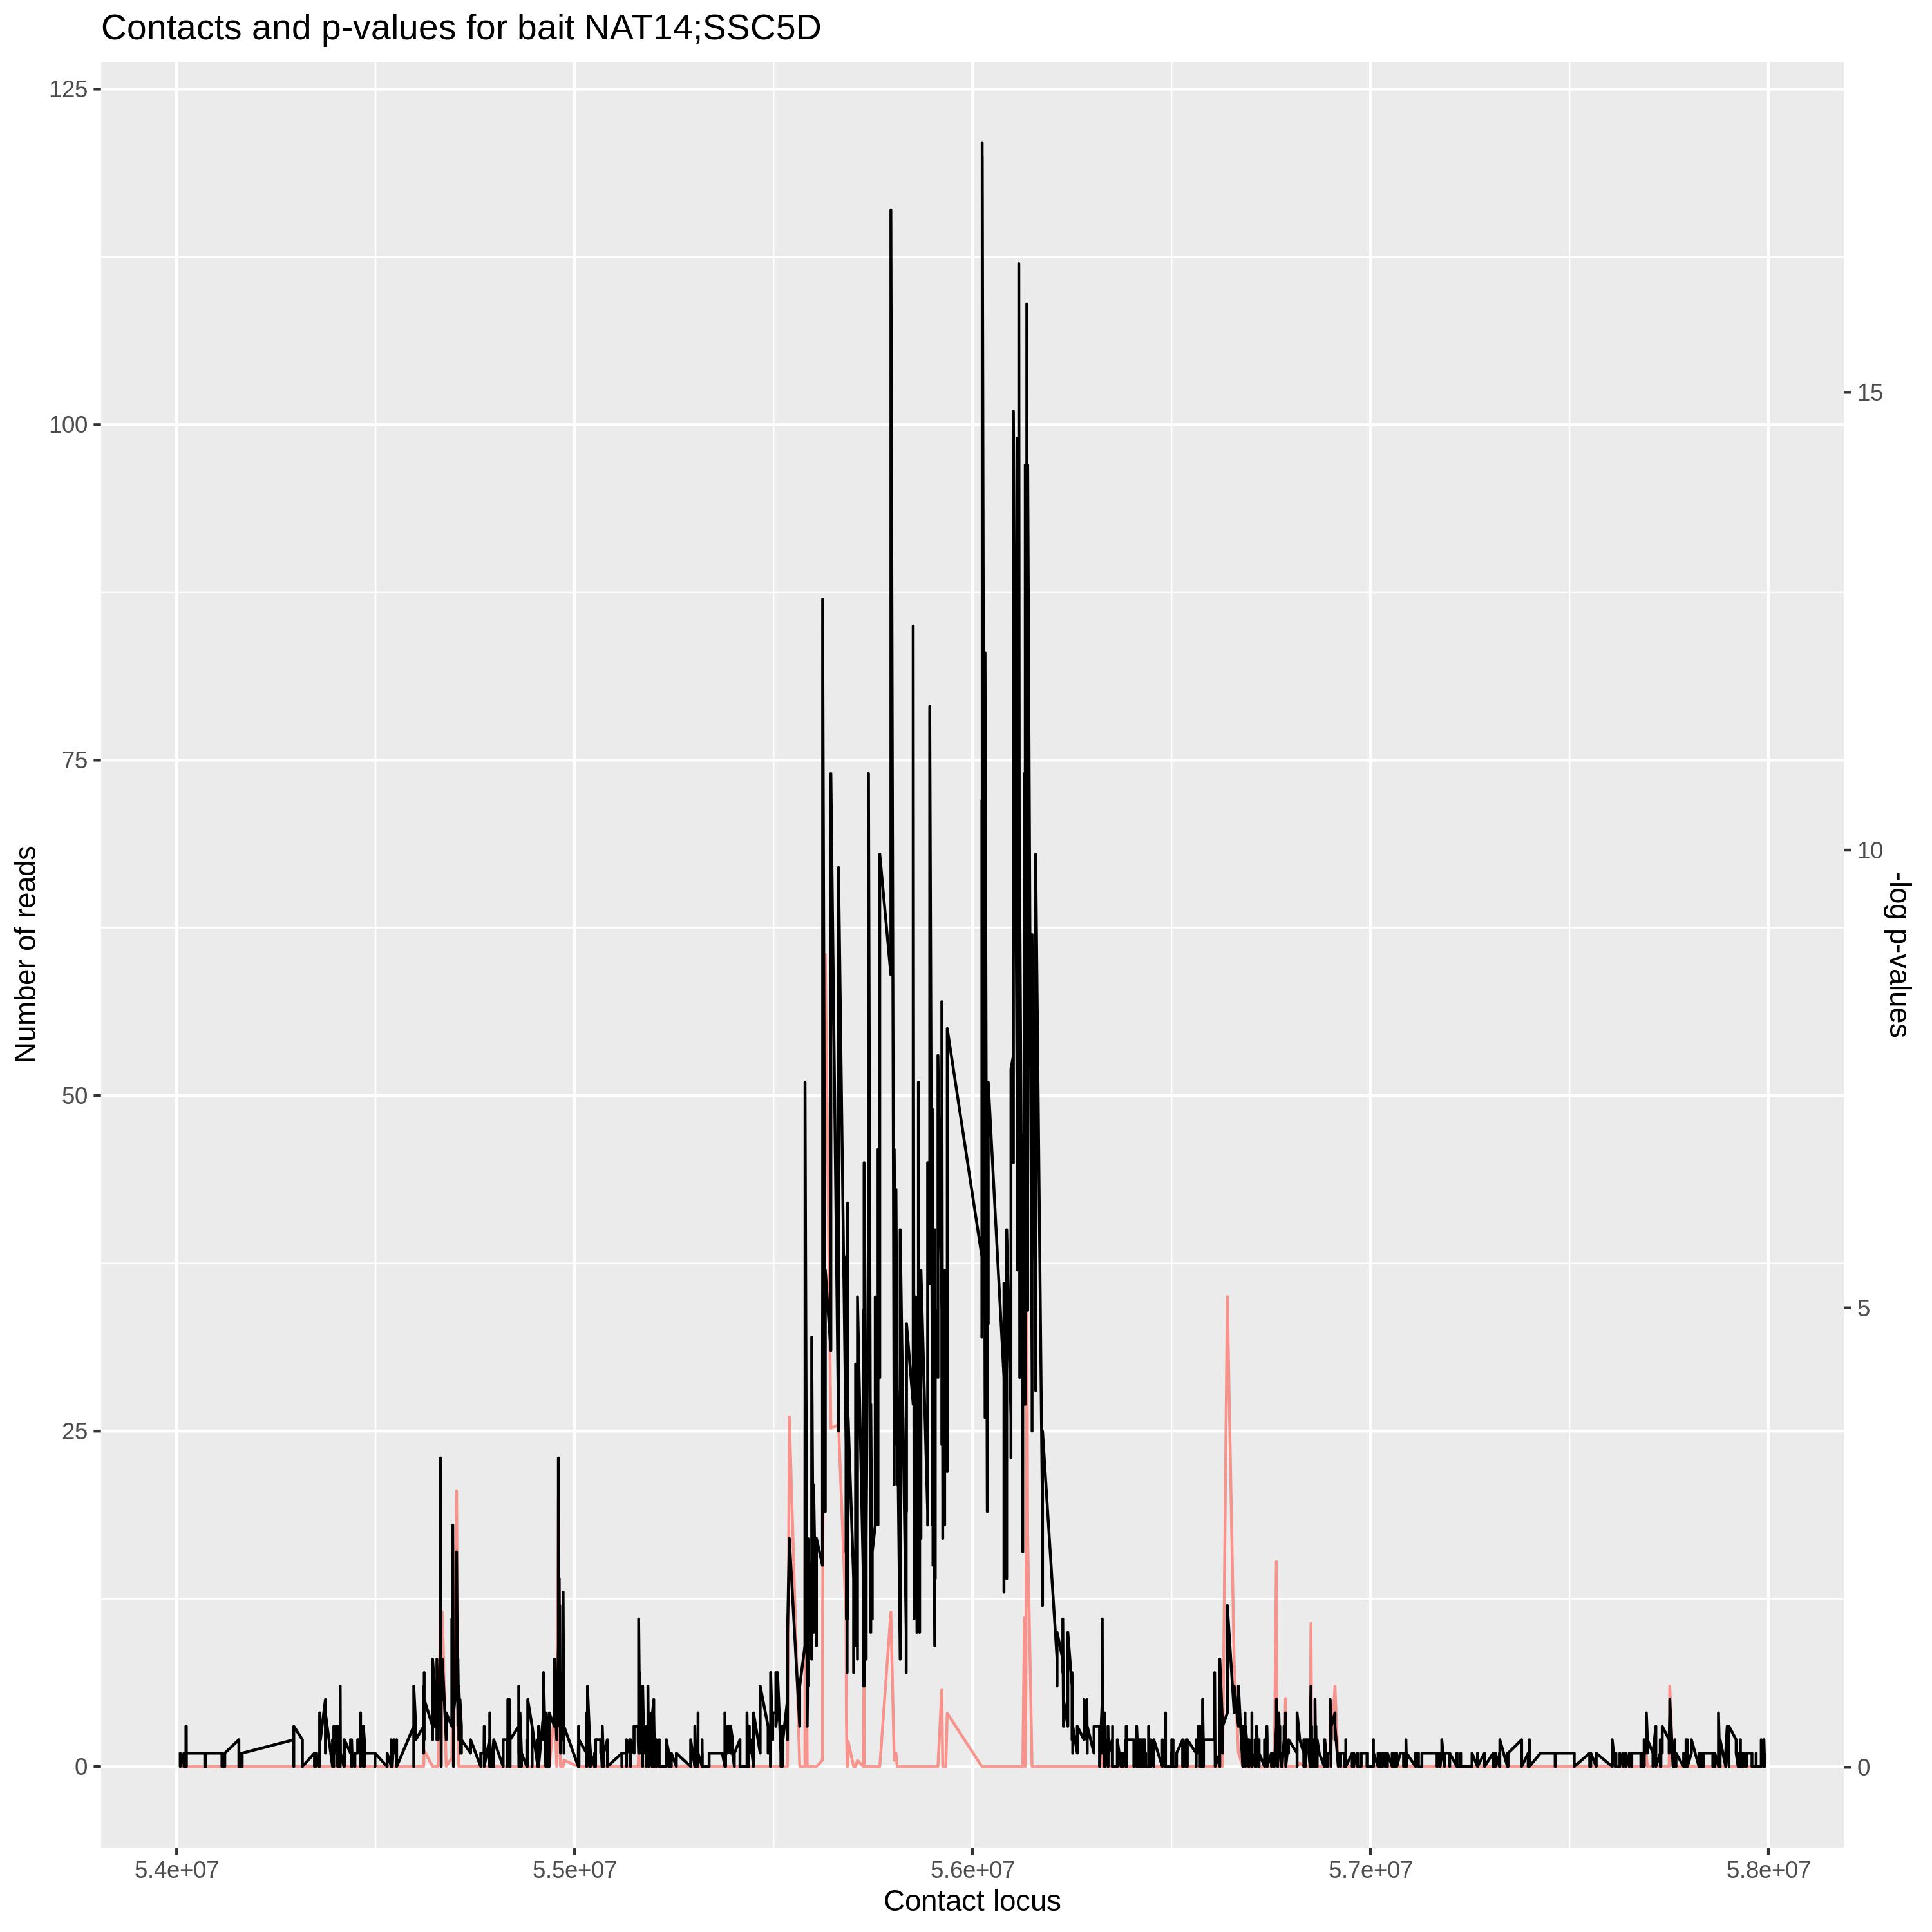 Contacts and p-values for bait NAT14;SSC5D
125
100
75
50
25
0
Number of reads
15
10
5
0
-log p-values
5.4e+07
5.5e+07
5.6e+07
5.7e+07
5.8e+07
Contact locus